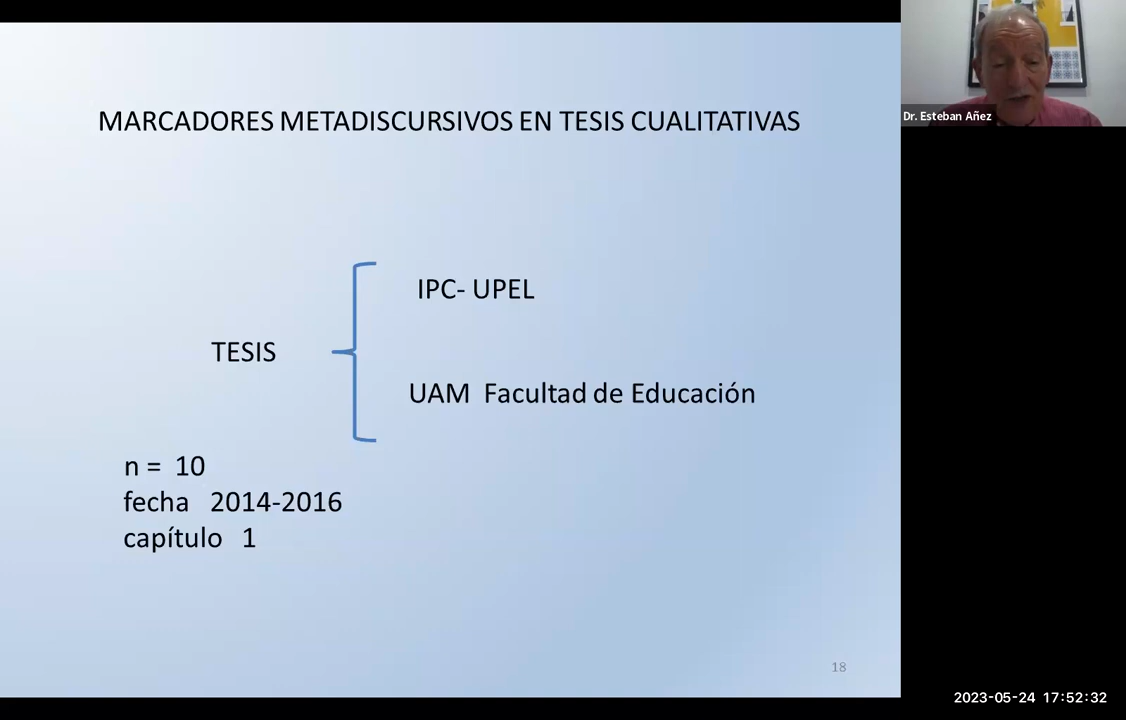 MARCADORES METADISCURSIVOS EN TESIS CUALITATIVAS
IPC- UPEL
TESIS
UAM Facultad de Educación
n = 10
fecha 2014-2016
capítulo 1
18
Dr. Esteban Añez
2023-05-24 17:52:32